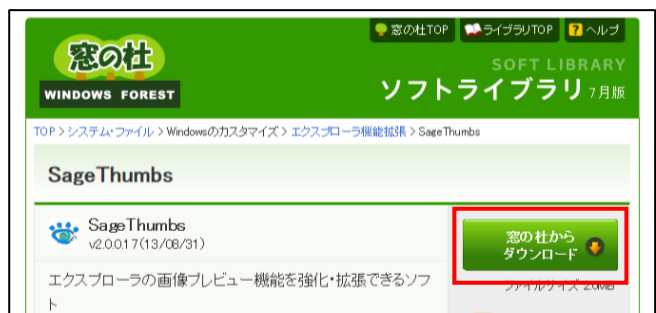 窓の杜TOP ライブラリTOP ? ヘルプ
窓の杜
WINDOWS FOREST
SOFT LIBRARY
ソフトライブラリ 7月版
TOP > システム・ファイル > Windowsのカスタマイズ > エクスプローラ機能拡張 > SageThumbs
SageThumbs
SageThumbs
v2.0.0.17(13/08/31)
窓の杜から
ダウンロード
ファイルサイズ 2.0MB
エクスプローラの画像プレビュー機能を強化・拡張できるソフ
ト